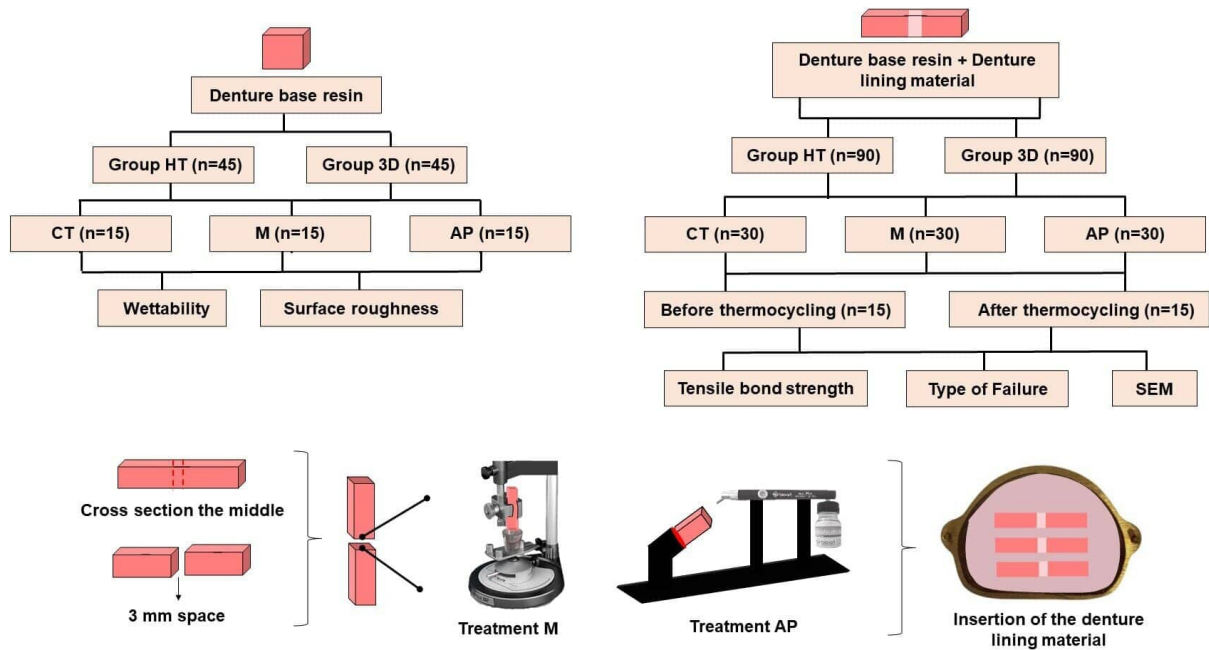 Denture base resin
Group HT (n=45)
Group 3D (n=45)
CT (n=15)
M (n=15)
AP (n=15)
Wettability
Surface roughness
Denture base resin + Denture
lining material
Group HT (n=90)
Group 3D (n=90)
CT (n=30)
M (n=30)
AP (n=30)
Before thermocycling (n=15)
After thermocycling (n=15)
Tensile bond strength
Type of Failure
SEM
Cross section the middle
3 mm space
Treatment M
Treatment AP
Insertion of the denture
lining material